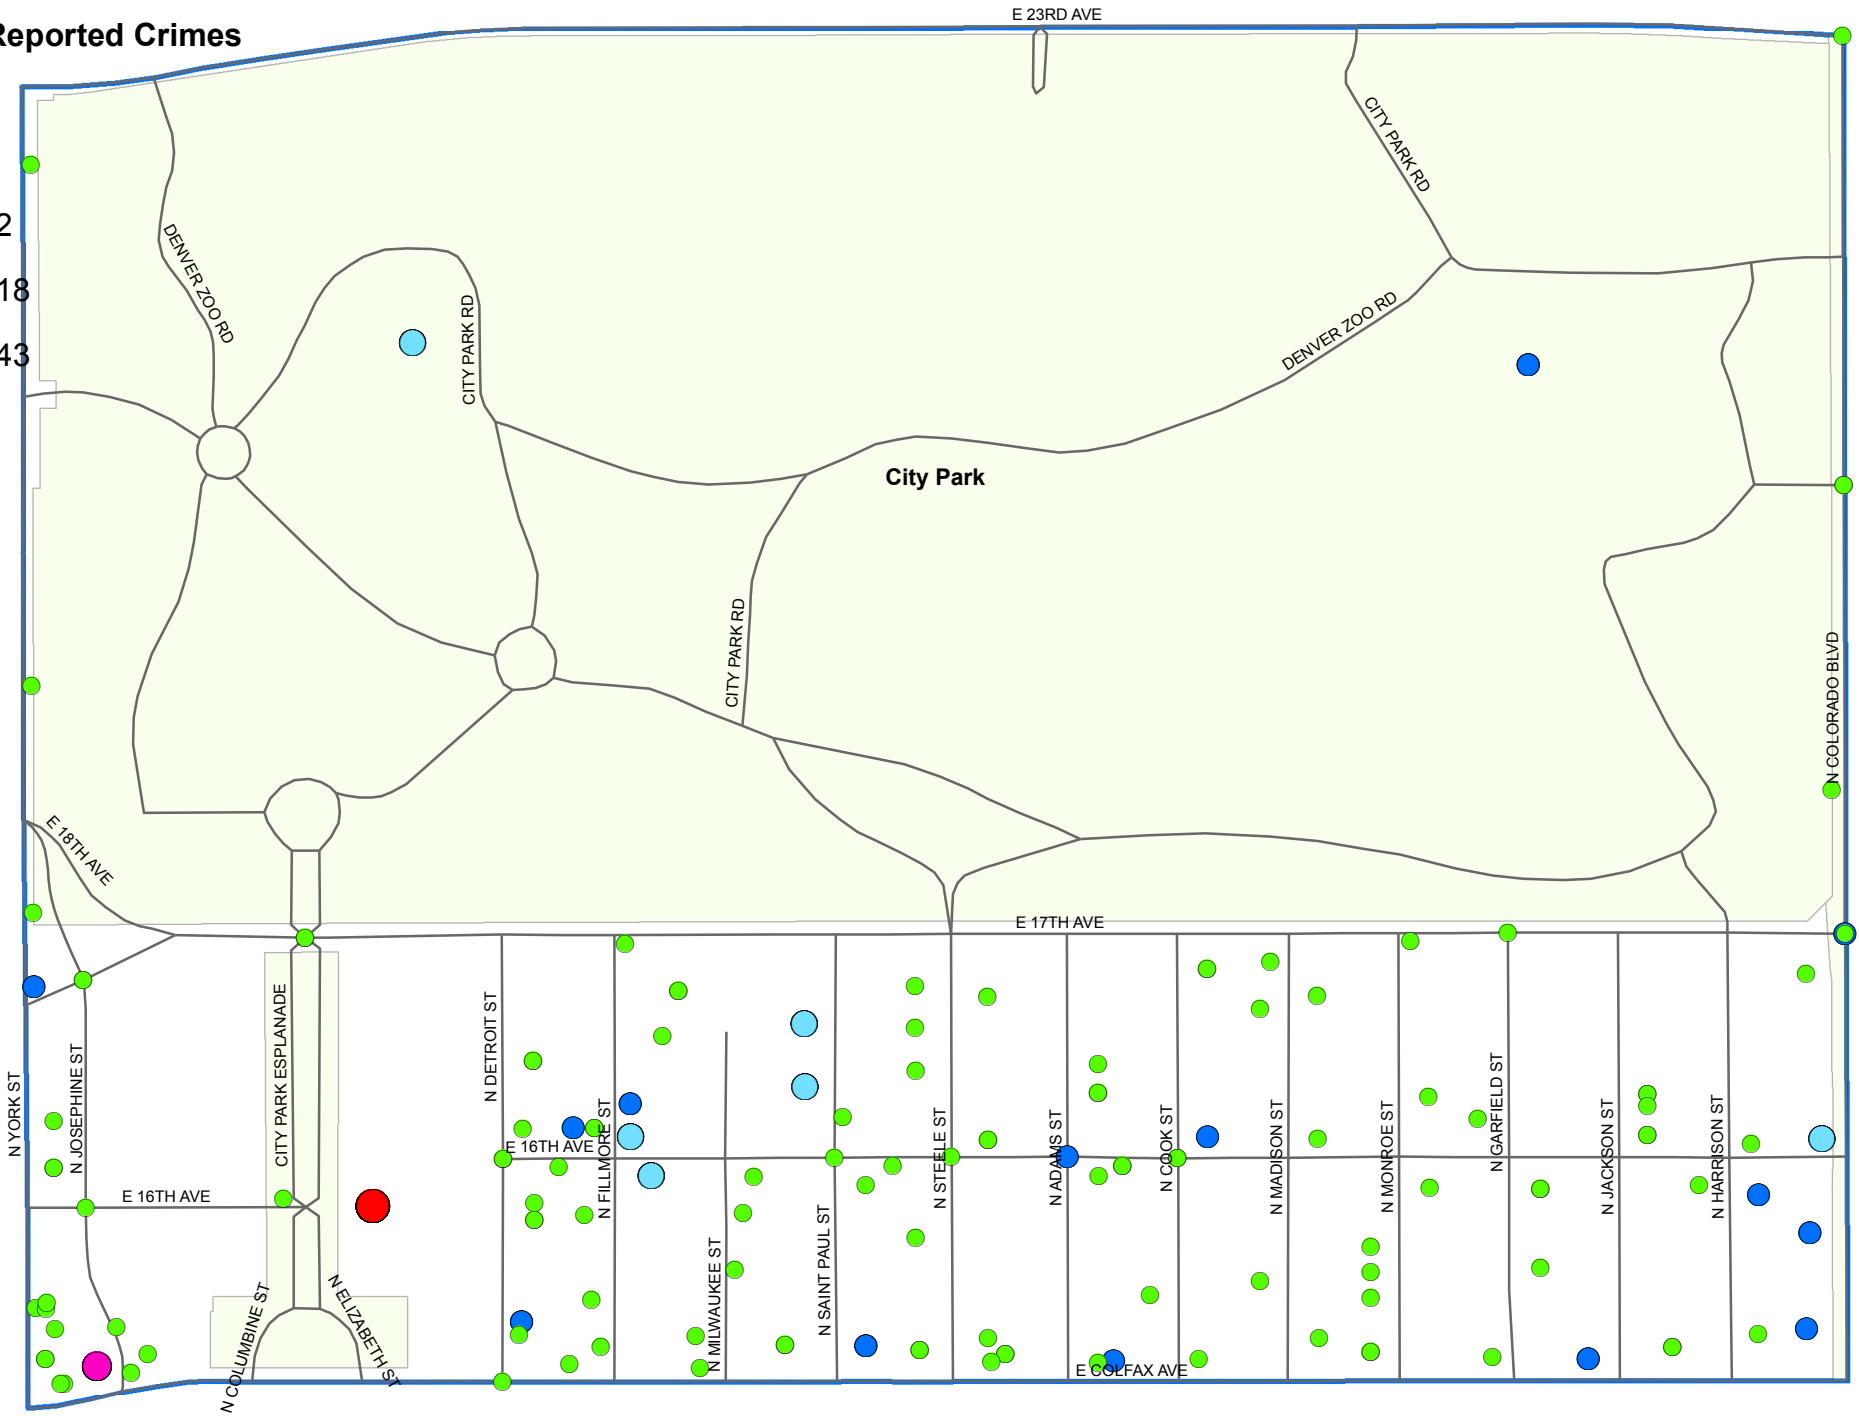 E 23RD AVE
Reported Crimes
CITY PARK RD
2
DENVER ZOO RD
18
CITY PARK RD
DENVER ZOO RD
43
City Park
CITY PARK RD
N COLORADO BLVD
E 18TH AVE
E 17TH AVE
CITY PARK ESPLANADE
N DETROIT ST
N YORK ST
N JOSEPHINE ST
N FILLMORE ST
E 16TH AVE
N STEELE ST
N ADAMS ST
N COOK ST
N MADISON ST
N MONROE ST
N GARFIELD ST
N JACKSON ST
N HARRISON ST
E 16TH AVE
N SAINT PAUL ST
N MILWAUKEE ST
N COLUMBINE ST
N ELIZABETH ST
E COLFAX AVE